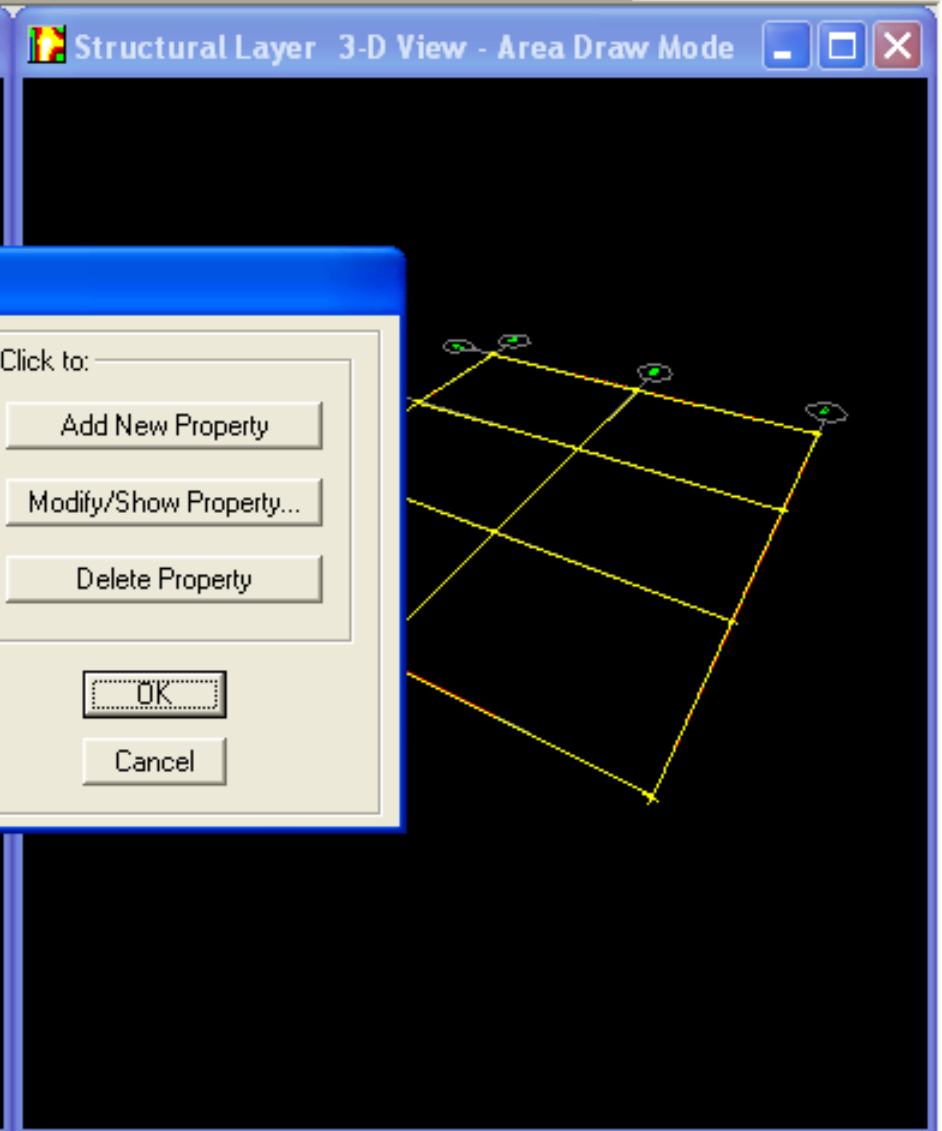 Structural Layer 3-D View - Area Draw Mode
Click to:
Add New Property
Modify/Show Property...
Delete Property
OK
Cancel